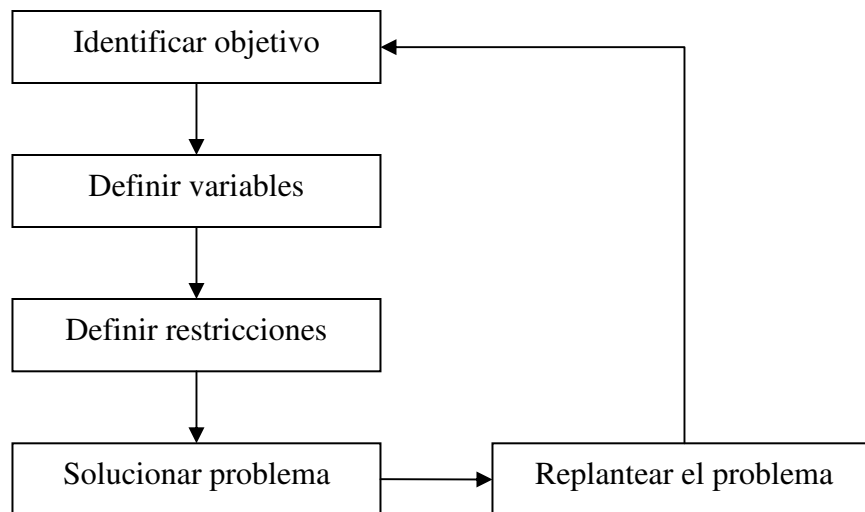 Identificar objetivo
Definir variables
Definir restricciones
Solucionar problema
Replantear el problema